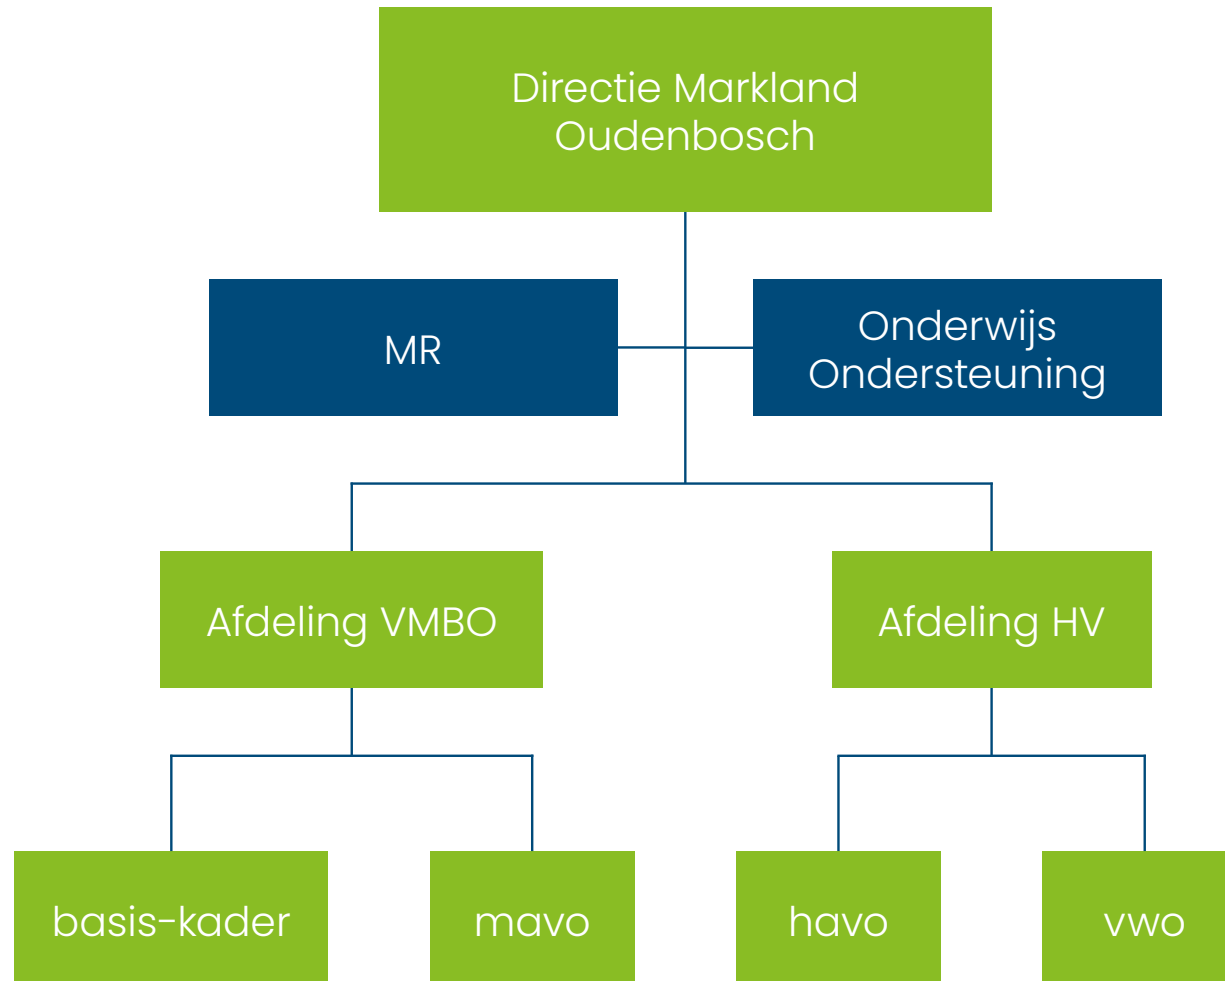 Directie Markland
Oudenbosch
MR
Onderwijs
Ondersteuning
Afdeling VMBO
Afdeling HV
basis-kader
mavo
havo
vwo